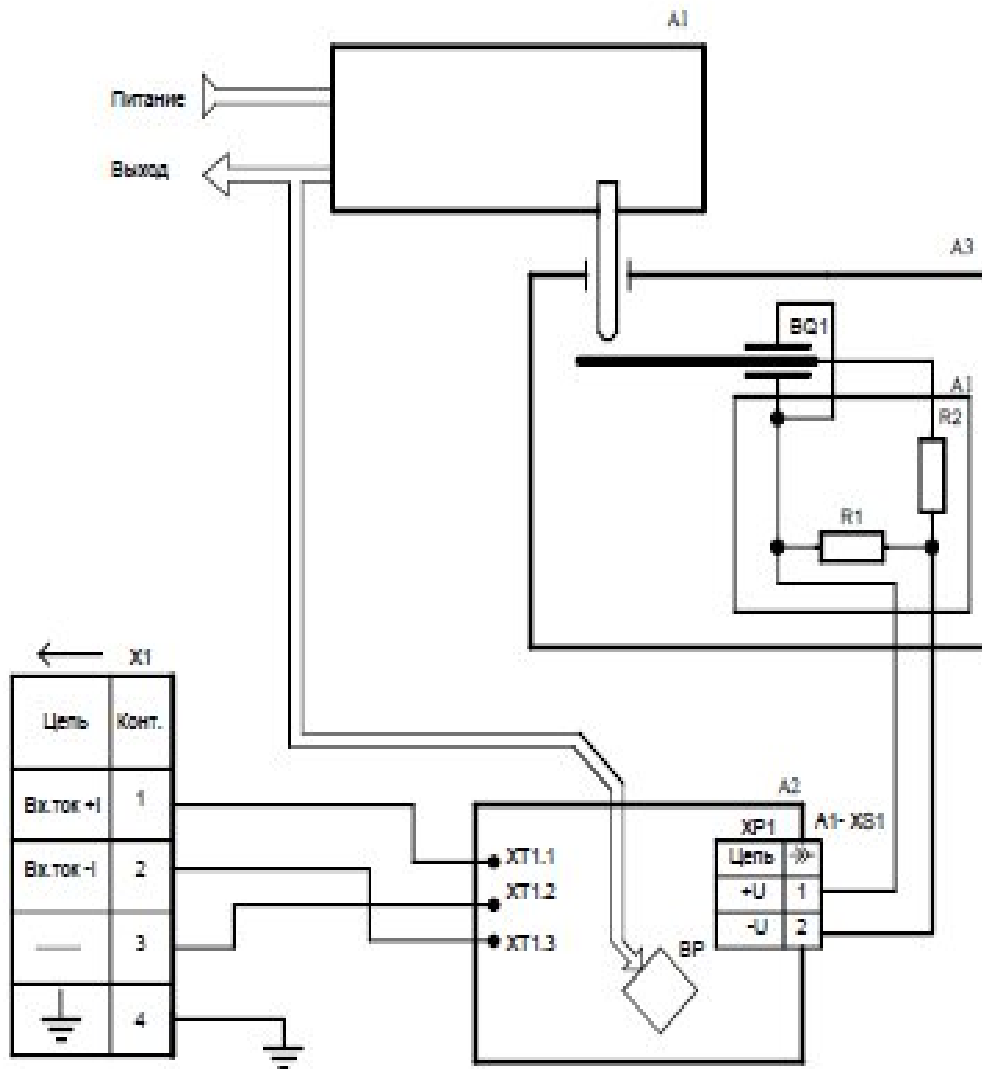 A1
Питание
Выход
A3
BQ1
A1
R2
R1
X1
Цепь Конт.
Вх.ток +I 1
Вх.ток -I 2
3
4
A2
XP1 A1- XS1
Цепь
+U 1
-U 2
XT1.1
XT1.2
XT1.3
BP